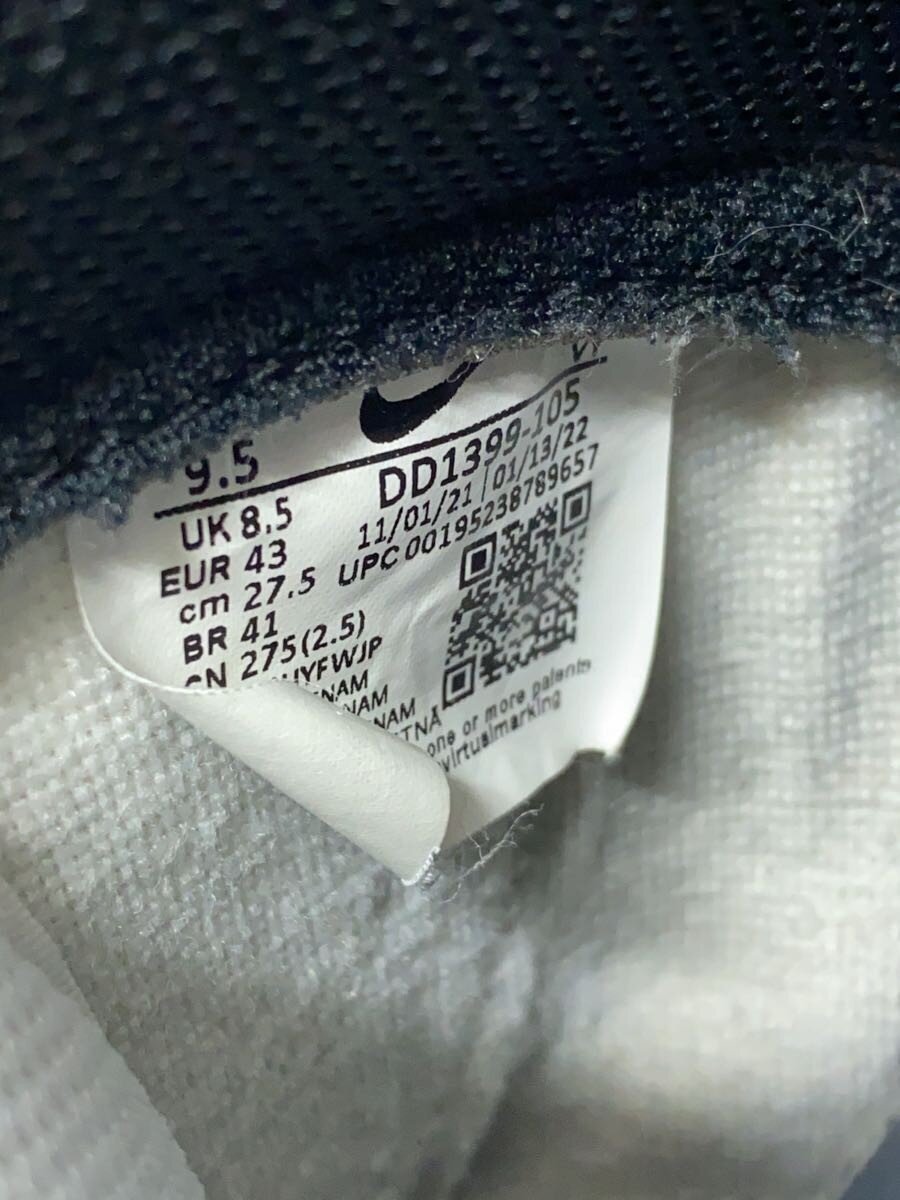 9.5
UK 8.5
EUR 43
cm 27.5
BR 41
CN 275(2.5)
DD1399-105
11/01/21 / 01/13/22
UPC 00195238789657
one or more patents